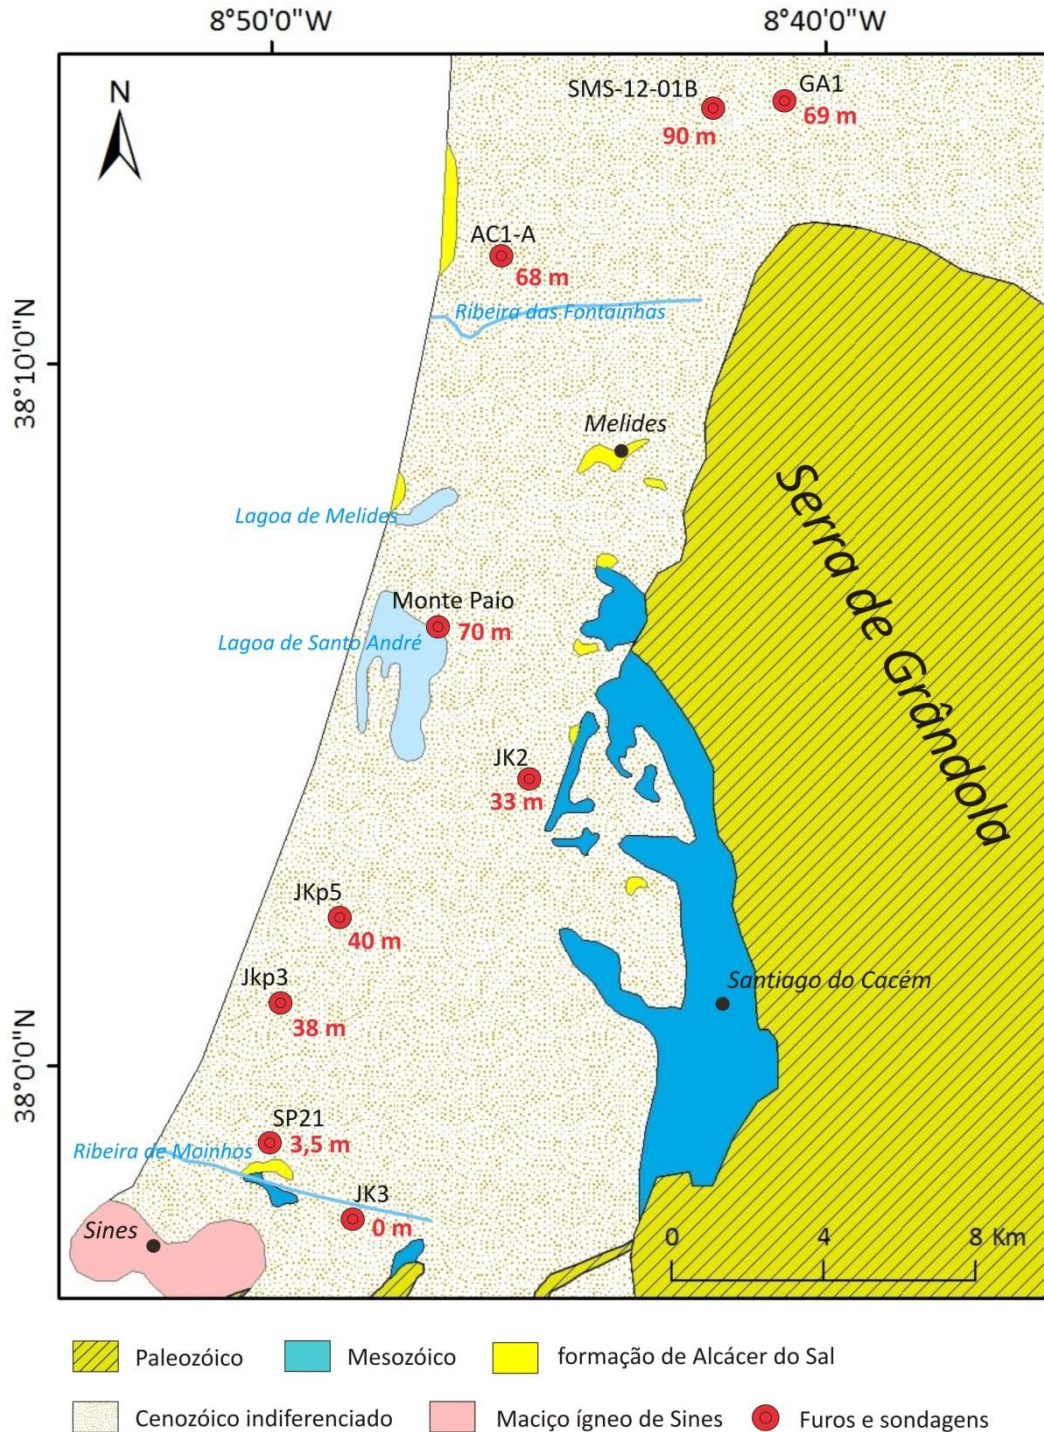 8°50'0"W
8°40'0"W
N
SMS-12-01B
90 m
GA1
69 m
AC1-A
68 m
Ribeira das Fontainhas
38°10'0"N
Melides
Lagoa de Melides
Serra de Grândola
Monte Paio
70 m
Lagoa de Santo André
JK2
33 m
JKp5
40 m
Jkp3
38 m
Santiago do Cacém
38°0'0"N
SP21
3,5 m
Ribeira de Moinhos
JK3
0 m
Sines
0 4 8 Km
Paleozóico
Mesozóico
formação de Alcácer do Sal
Cenozóico indiferenciado
Maciço ígneo de Sines
Furos e sondagens